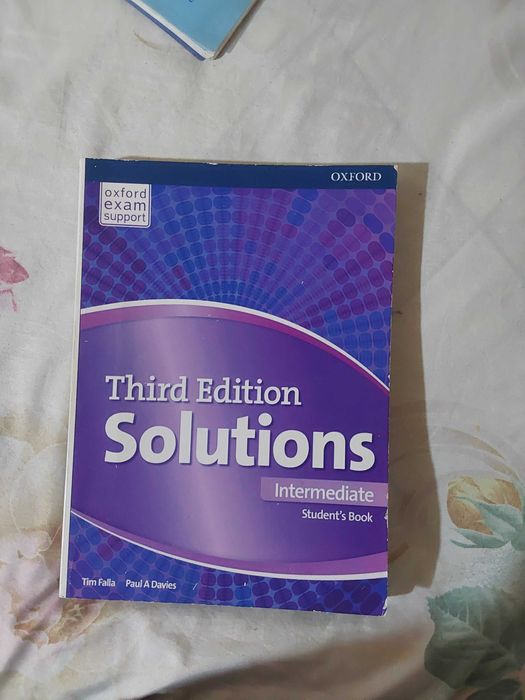 OXFORD
oxford
exam
support
Third Edition
Solutions
Intermediate
Student's Book
Tim Falla Paul A Davies